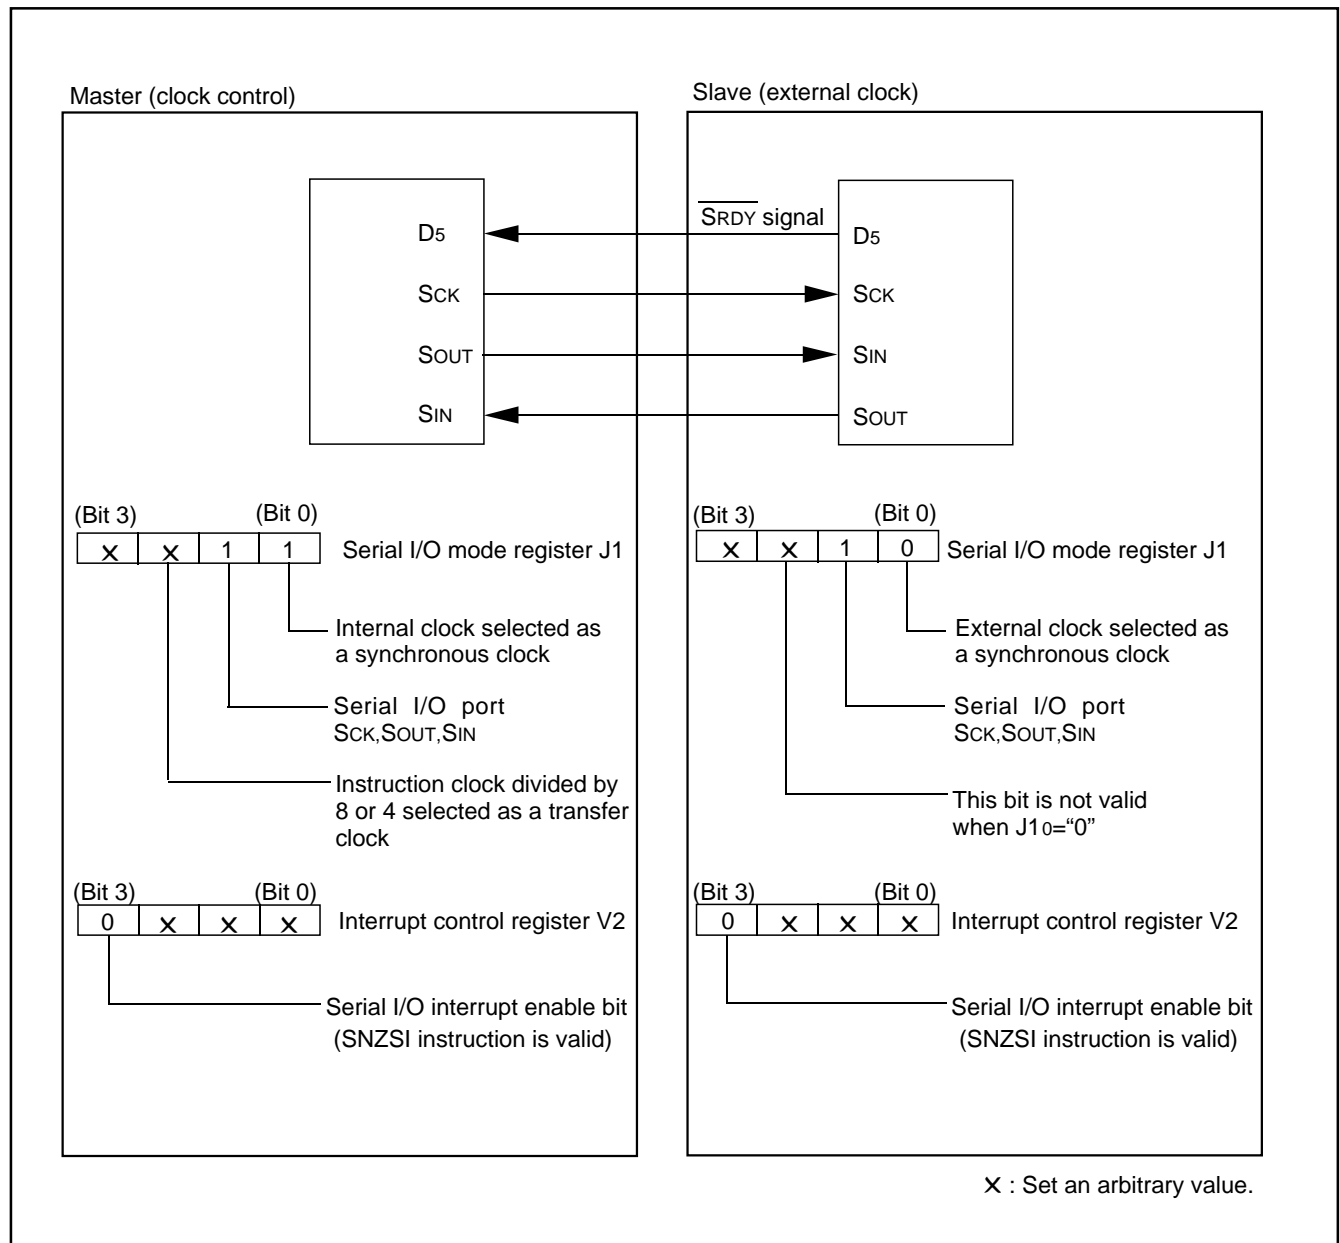 Master (clock control)
Slave (external clock)
SRDY signal
D5
D5
SCK
SCK
SOUT
SIN
SIN
SOUT
(Bit 3) (Bit 0)
× × 1 1 Serial I/O mode register J1
Internal clock selected as
a synchronous clock
Serial I/O port
SCK,SOUT,SIN
Instruction clock divided by
8 or 4 selected as a transfer
clock
(Bit 3) (Bit 0)
0 × × × Interrupt control register V2
Serial I/O interrupt enable bit
(SNZSI instruction is valid)
(Bit 3) (Bit 0)
× × 1 0 Serial I/O mode register J1
External clock selected as
a synchronous clock
Serial I/O port
SCK,SOUT,SIN
This bit is not valid
when J10=“0”
(Bit 3) (Bit 0)
0 × × × Interrupt control register V2
Serial I/O interrupt enable bit
(SNZSI instruction is valid)
× : Set an arbitrary value.